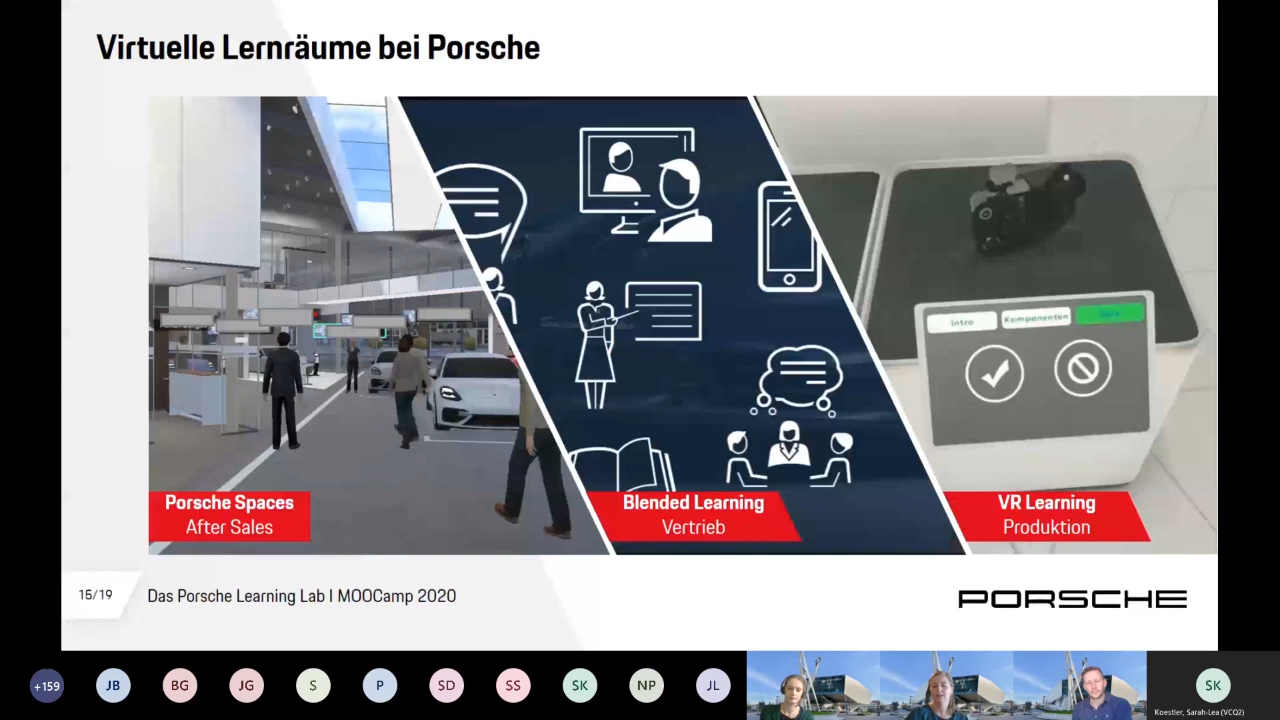 Virtuelle Lernräume bei Porsche
Intro
Komponenten
Quiz
Porsche Spaces
After Sales
Blended Learning
Vertrieb
VR Learning
Produktion
15/19
Das Porsche Learning Lab I MOOCamp 2020
PORSCHE
+159
JB
BG
JG
S
P
SD
SS
SK
NP
JL
SK
Koestler, Sarah-Lea (VCO2)